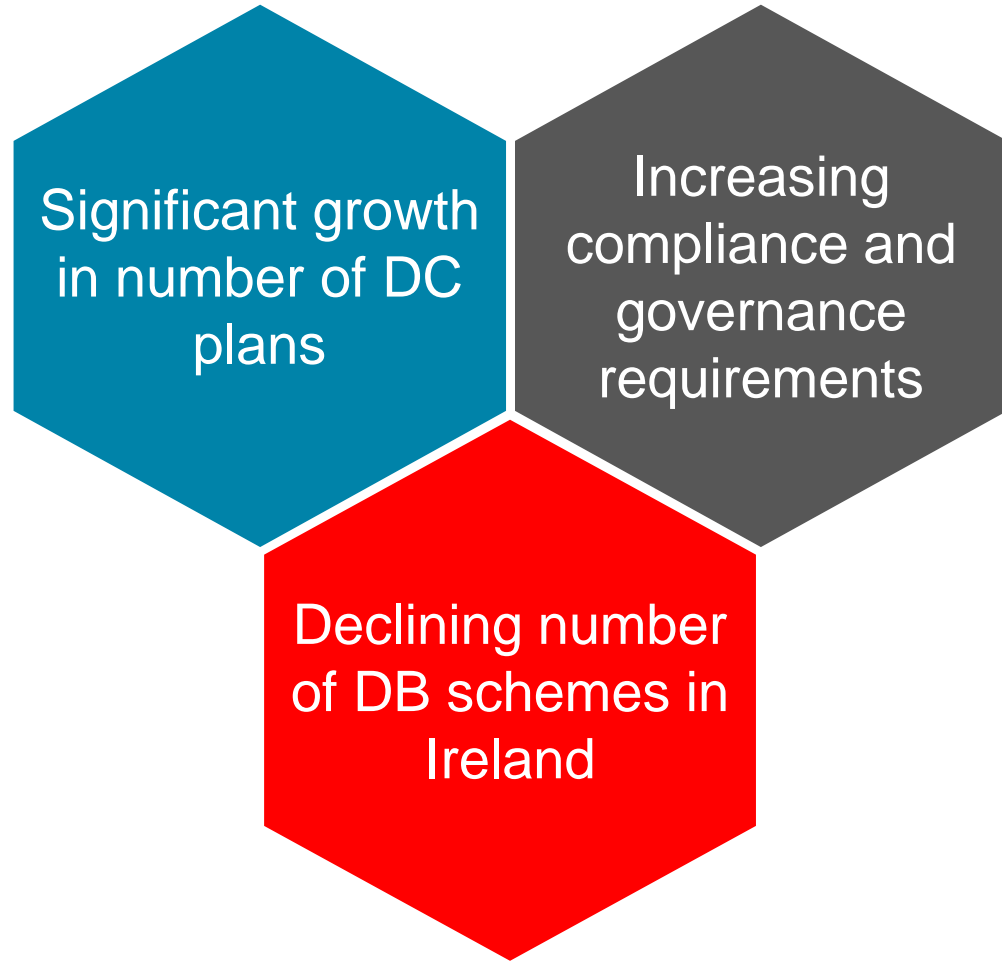 Significant growth
in number of DC
plans
Increasing
compliance and
governance
requirements
Declining number
of DB schemes in
Ireland